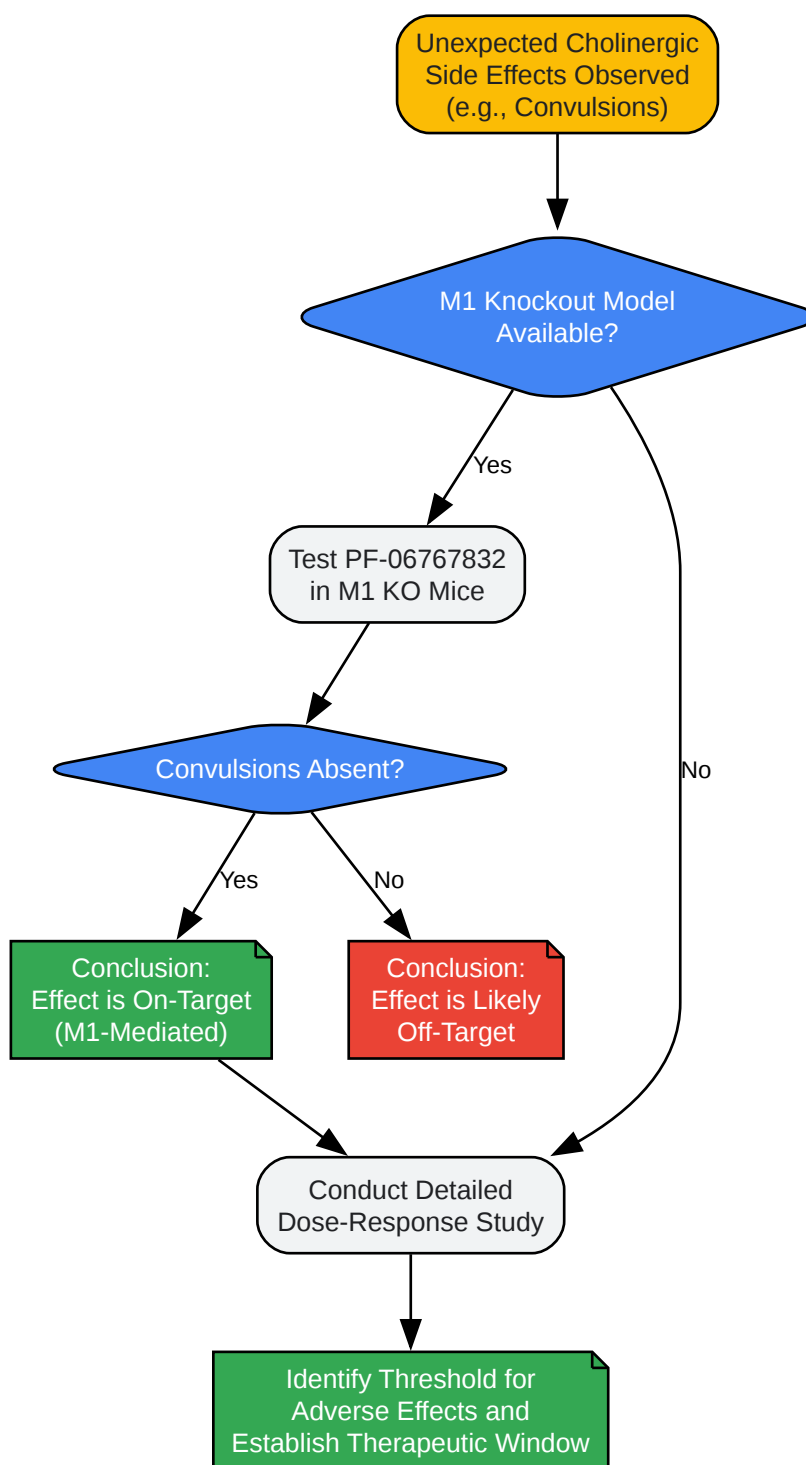 Unexpected Cholinergic
Side Effects Observed
(e.g., Convulsions)
M1 Knockout Model
Available?
Yes
Test PF-06767832
in M1 KO Mice
No
Convulsions Absent?
Yes
No
Conclusion:
Effect is On-Target
(M1-Mediated)
Conclusion:
Effect is Likely
Off-Target
Conduct Detailed
Dose-Response Study
Identify Threshold for
Adverse Effects and
Establish Therapeutic Window